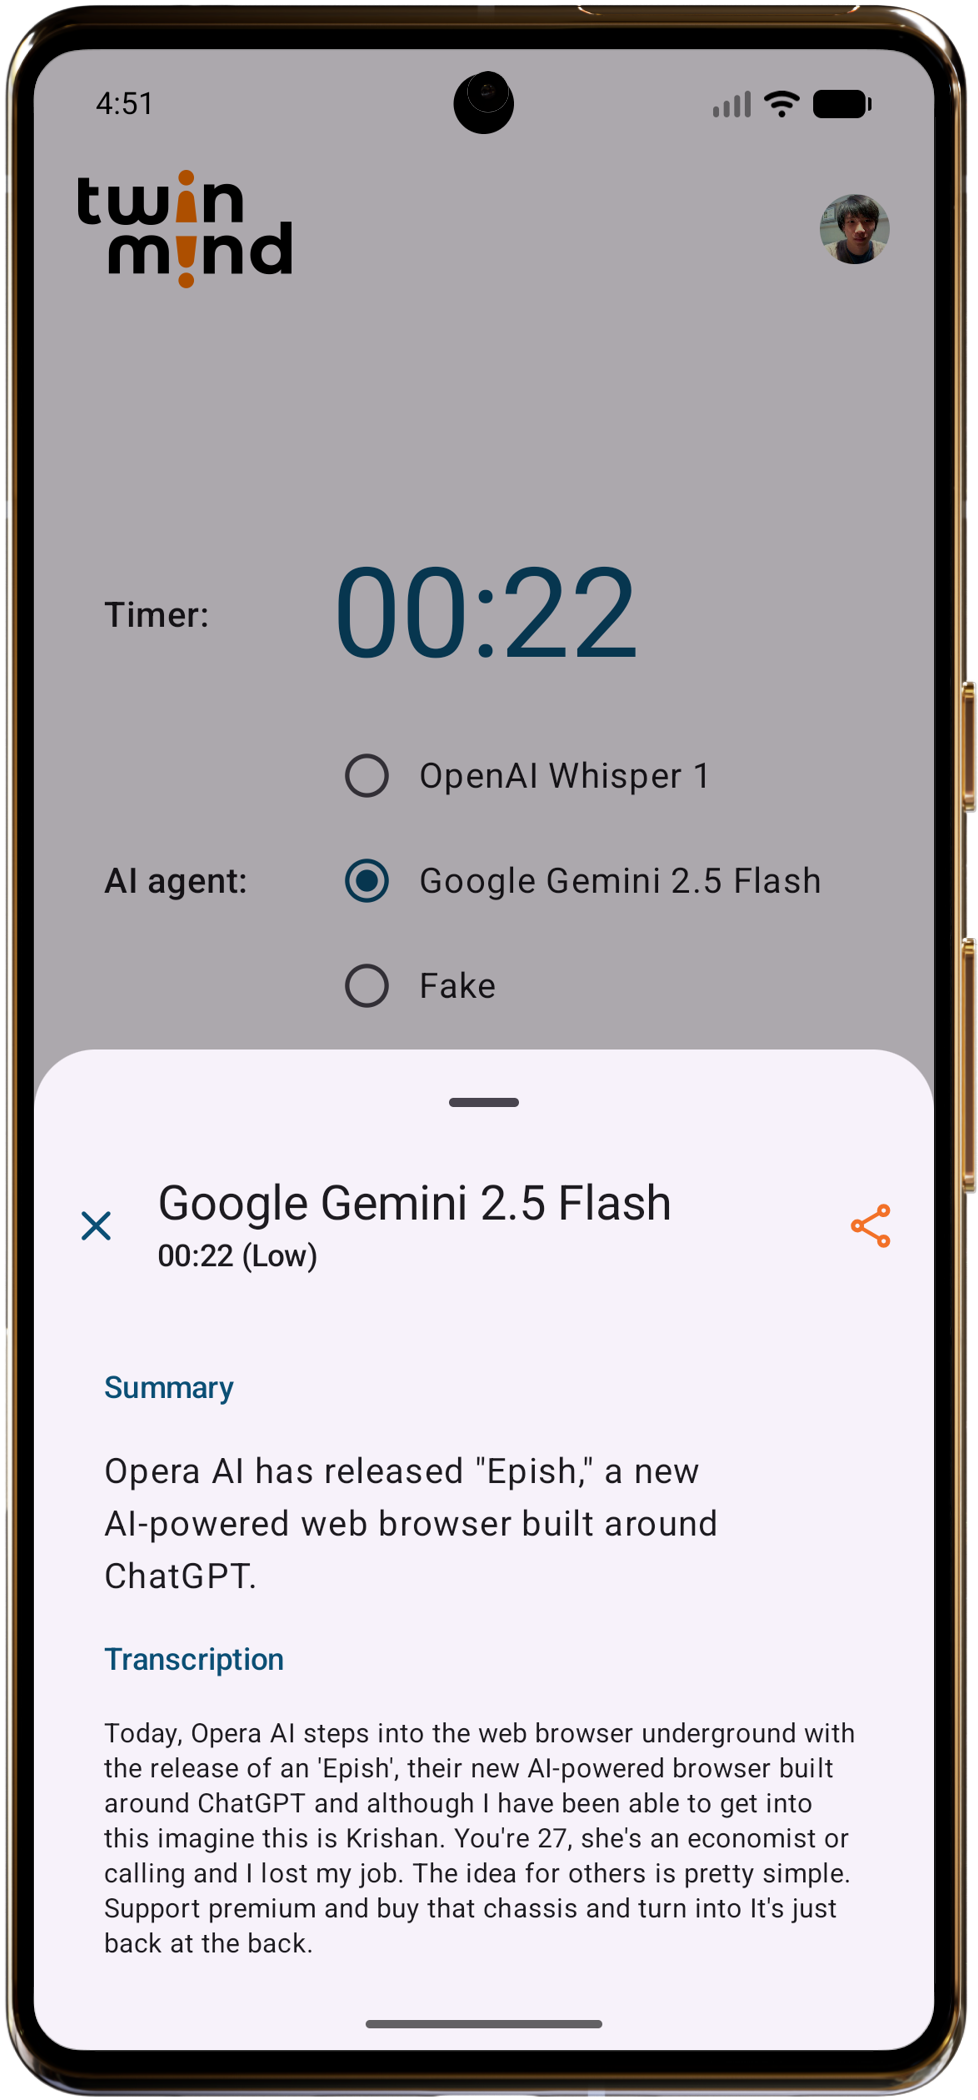 4:51
twin
mind
Timer:
00:22
OpenAI Whisper 1
AI agent:
Google Gemini 2.5 Flash
Fake
Google Gemini 2.5 Flash
00:22 (Low)
Summary
Opera AI has released "Epish," a new
AI-powered web browser built around
ChatGPT.
Transcription
Today, Opera AI steps into the web browser underground with
the release of an 'Epish', their new AI-powered browser built
around ChatGPT and although I have been able to get into
this imagine this is Krishan. You're 27, she's an economist or
calling and I lost my job. The idea for others is pretty simple.
Support premium and buy that chassis and turn into It's just
back at the back.